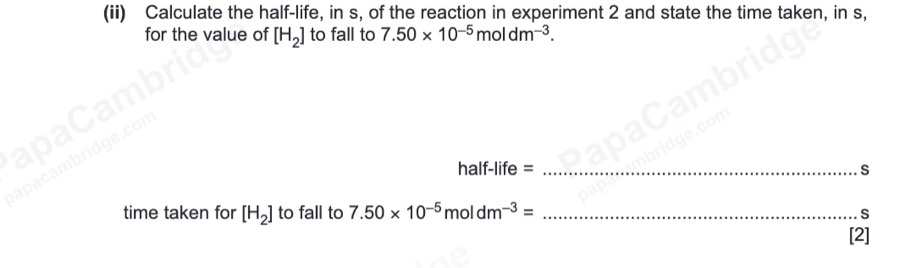 (ii) Calculate the half-life, in s, of the reaction in experiment 2 and state the time taken, in s,
for the value of [H₂] to fall to 7.50 × 10⁻⁵ mol dm⁻³.
PapaCambridge
papacambridge.com
PapaCambridge
papacambridge.com
half-life = ............................................................ s
time taken for [H₂] to fall to 7.50 × 10⁻⁵ mol dm⁻³ = ............................................................ s
[2]